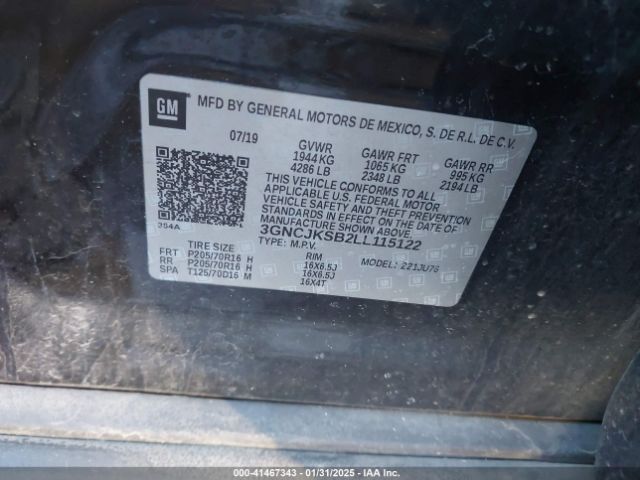 GM
MFD BY GENERAL MOTORS DE MEXICO, S. DE R.L. DE C.V.
07/19
GVWR GAWR FRT GAWR RR
1944 KG 1065 KG 995 KG
4286 LB 2348 LB 2194 LB
THIS VEHICLE CONFORMS TO ALL
APPLICABLE U.S. FEDERAL MOTOR
VEHICLE SAFETY AND THEFT PREVENTION
STANDARDS IN EFFECT ON THE DATE OF
MANUFACTURE SHOWN ABOVE.
354A
3GNCJKSB2LL115122
TYPE: M.P.V. MODEL: 221JU76
TIRE SIZE RIM
FRT P205/70R16 H 16X6.5J
RR P205/70R16 H 16X6.5J
SPA T125/70D16 M 16X4T
000-41467343 - 01/31/2025 - IAA Inc.